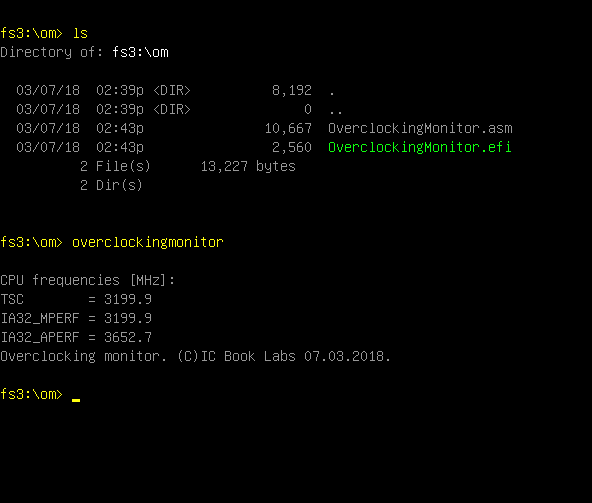 fs3:\om> ls
Directory of: fs3:\om
03/07/18  02:39p <DIR>          8,192  .
03/07/18  02:39p <DIR>              0  ..
03/07/18  02:43p               10,667  OverclockingMonitor.asm
03/07/18  02:43p                2,560  OverclockingMonitor.efi
2 File(s)      13,227 bytes
2 Dir(s)
fs3:\om> overclockingmonitor
CPU frequencies [MHz]:
TSC        = 3199.9
IA32_MPERF = 3199.9
IA32_APERF = 3652.7
Overclocking monitor. (C)IC Book Labs 07.03.2018.
fs3:\om> _